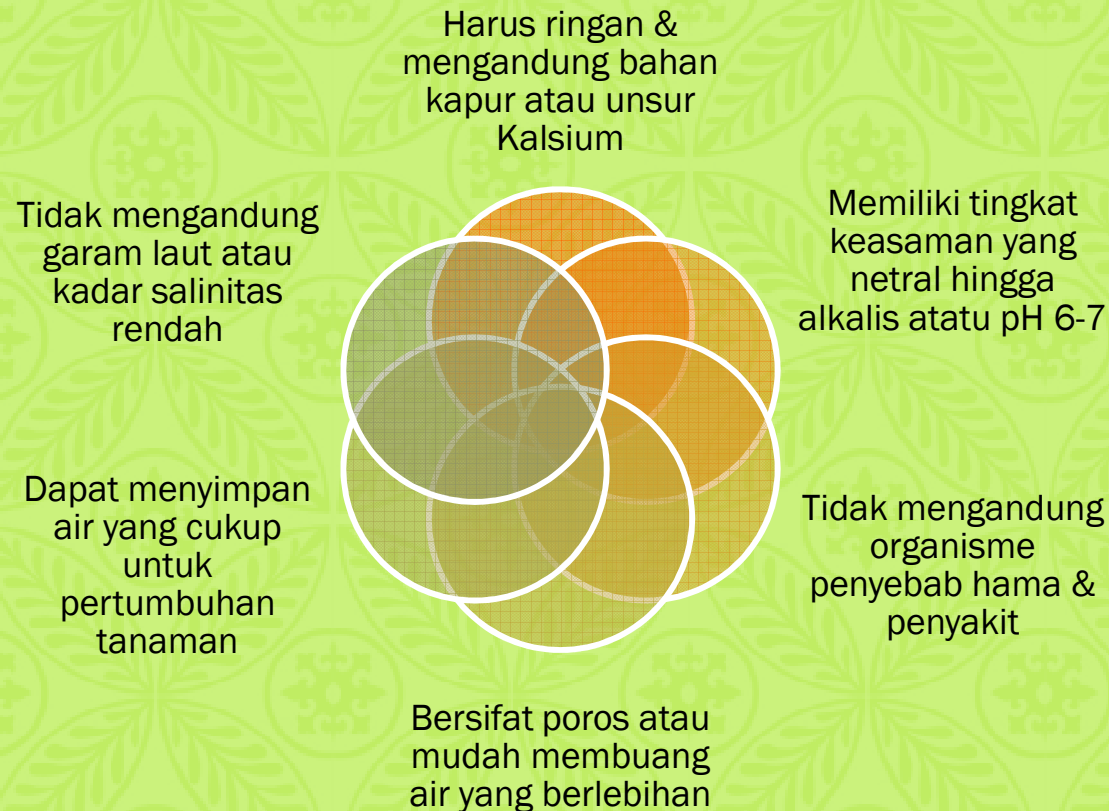 Harus ringan &
mengandung bahan
kapur atau unsur
Kalsium
Memiliki tingkat
keasaman yang
netral hingga
alkalis atatu pH 6-7
Tidak mengandung
organisme
penyebab hama &
penyakit
Bersifat poros atau
mudah membuang
air yang berlebihan
Dapat menyimpan
air yang cukup
untuk
pertumbuhan
tanaman
Tidak mengandung
garam laut atau
kadar salinitas
rendah